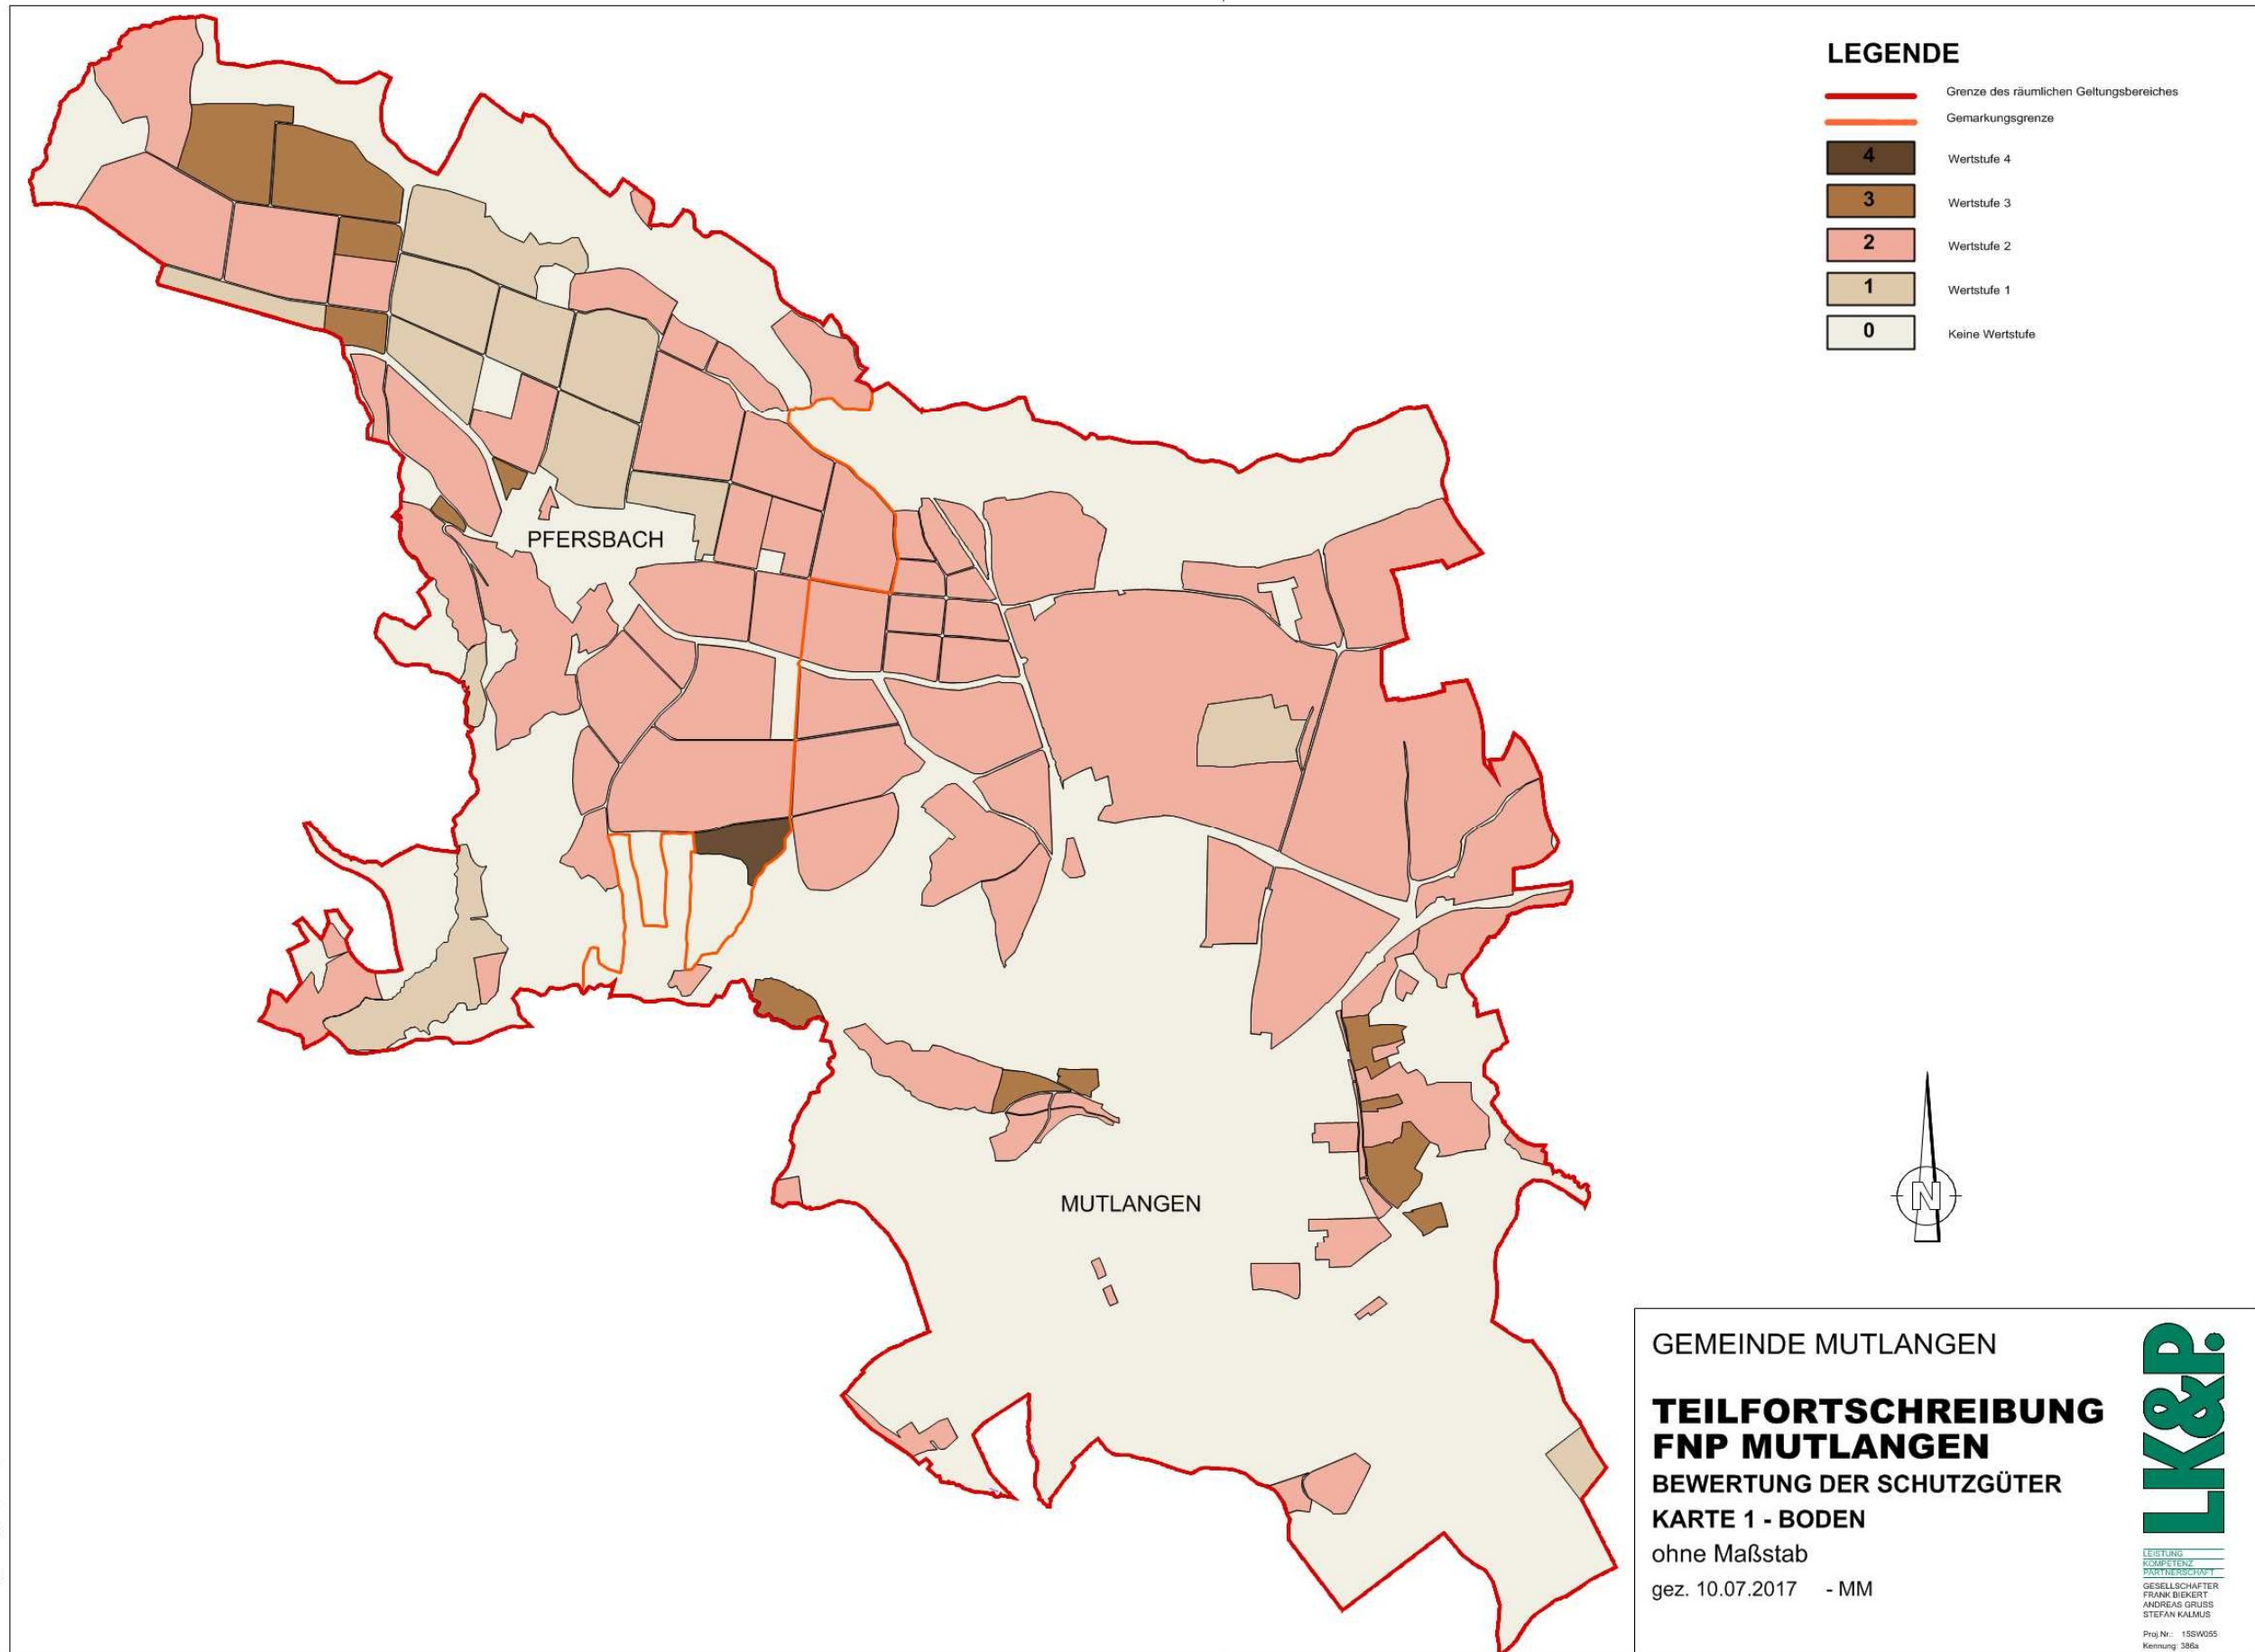 LEGENDE
Grenze des räumlichen Geltungsbereiches
Gemarkungsgrenze
4 Wertstufe 4
3 Wertstufe 3
2 Wertstufe 2
1 Wertstufe 1
0 Keine Wertstufe
PFERSBACH
MUTLANGEN
N
GEMEINDE MUTLANGEN
TEILFORTSCHREIBUNG
FNP MUTLANGEN
BEWERTUNG DER SCHUTZGÜTER
KARTE 1 - BODEN
ohne Maßstab
gez. 10.07.2017 - MM
LK&P.
LEISTUNG
KOMPETENZ
PARTNERSCHAFT
GESELLSCHAFTER
FRANK BIEKERT
ANDREAS GRUSS
STEFAN KALMUS
Proj.Nr.: 15SW055
Kennung: 386a